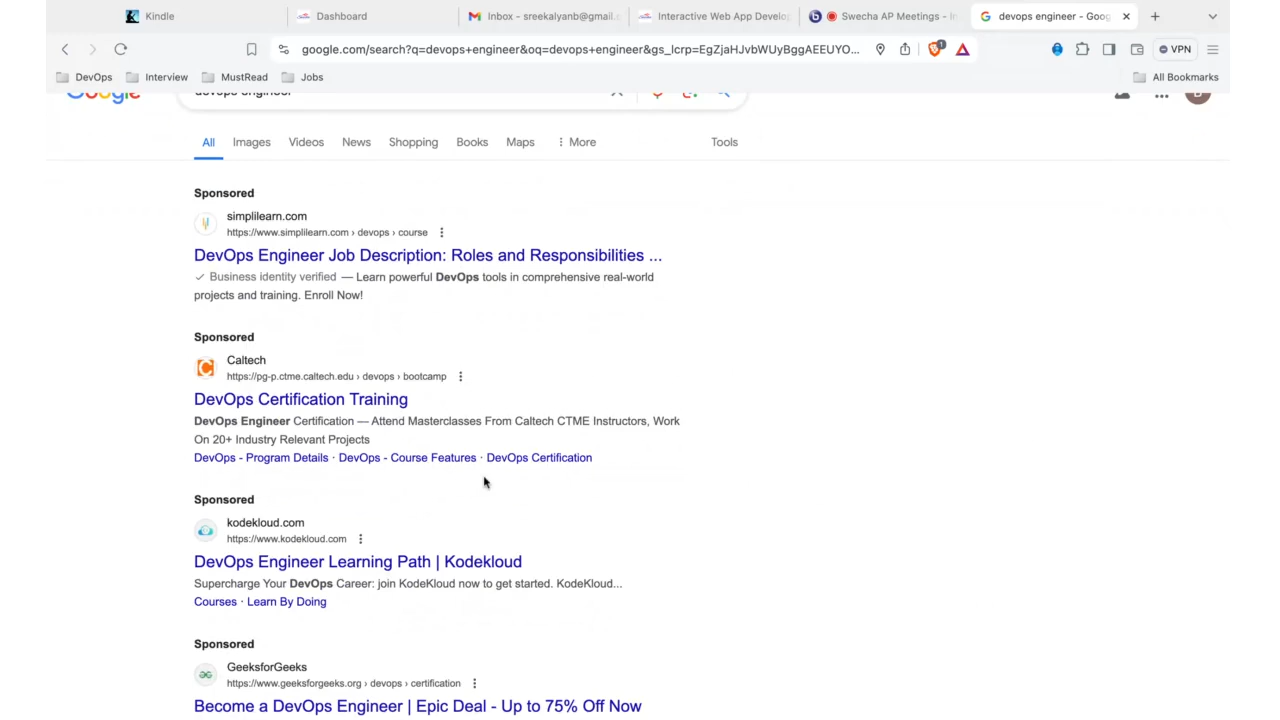 Kindle
Dashboard
Inbox - sreekalyanb@gmail.
Interactive Web App Develop
Swecha AP Meetings - In
devops engineer - Goog
google.com/search?q=devops+engineer&oq=devops+engineer&gs_lcrp=EgZjaHJvbWUyBggAEEUYO...
1
VPN
DevOps
Interview
MustRead
Jobs
All Bookmarks
Google
devops engineer
All
Images
Videos
News
Shopping
Books
Maps
More
Tools
Sponsored
simplilearn.com
https://www.simplilearn.com › devops › course
DevOps Engineer Job Description: Roles and Responsibilities ...
Business identity verified — Learn powerful DevOps tools in comprehensive real-world
projects and training. Enroll Now!
Sponsored
Caltech
https://pg-p.ctme.caltech.edu › devops › bootcamp
DevOps Certification Training
DevOps Engineer Certification — Attend Masterclasses From Caltech CTME Instructors, Work
On 20+ Industry Relevant Projects
DevOps - Program Details · DevOps - Course Features · DevOps Certification
Sponsored
kodekloud.com
https://www.kodekloud.com
DevOps Engineer Learning Path | Kodekloud
Supercharge Your DevOps Career: join KodeKloud now to get started. KodeKloud...
Courses · Learn By Doing
Sponsored
GeeksforGeeks
https://www.geeksforgeeks.org › devops › certification
Become a DevOps Engineer | Epic Deal - Up to 75% Off Now